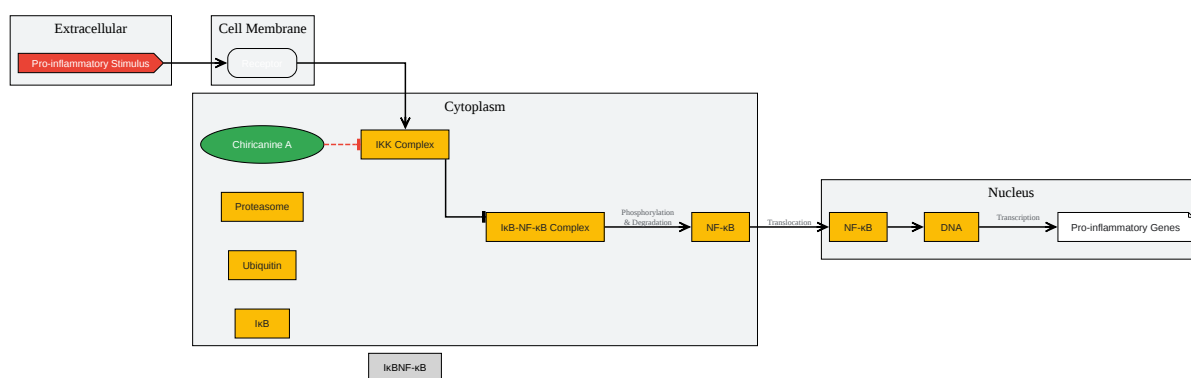 Extracellular
Pro-inflammatory Stimulus
Cell Membrane
Receptor
Cytoplasm
Chiricanine A
IKK Complex
Proteasome
Ubiquitin
IκB
IκB-NF-κB Complex
Phosphorylation
& Degradation
NF-κB
Translocation
Nucleus
NF-κB
DNA
Transcription
Pro-inflammatory Genes
IκBNF-κB